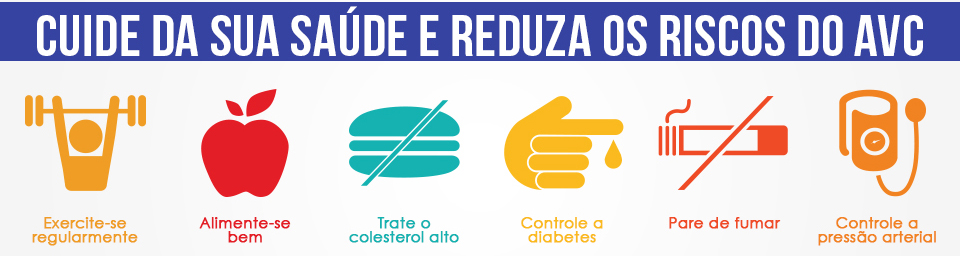 CUIDE DA SUA SAÚDE E REDUZA OS RISCOS DO AVC
Exercite-se
regularmente
Alimente-se
bem
Trate o
colesterol alto
Controle a
diabetes
Pare de fumar
Controle a
pressão arterial